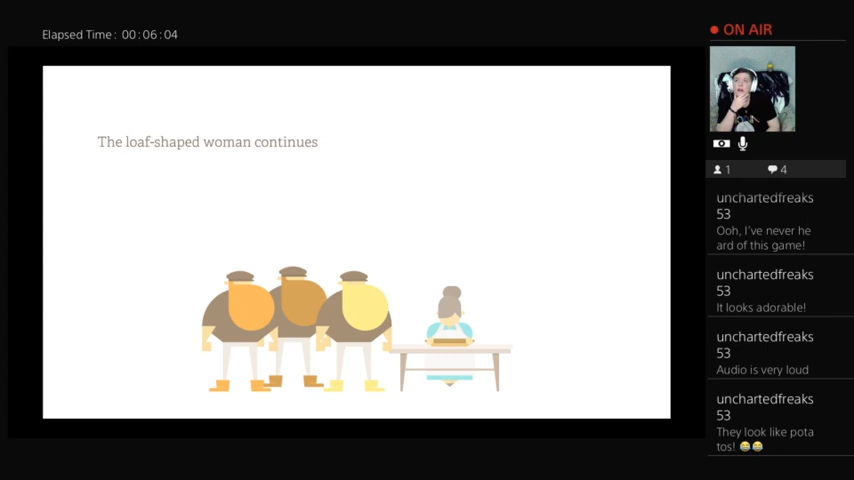 Elapsed Time: 00:06:04
ON AIR
The loaf-shaped woman continues
1 4
unchartedfreaks
53
Ooh, I've never he
ard of this game!
unchartedfreaks
53
It looks adorable!
unchartedfreaks
53
Audio is very loud
unchartedfreaks
53
They look like pota
tos! 😂😂